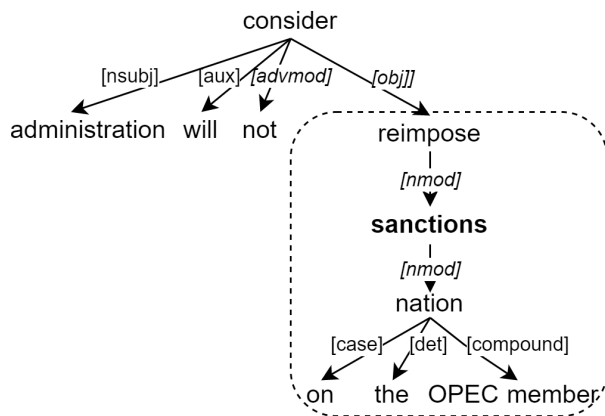 consider
[nsubj] [aux] [advmod] [obj]]
administration will not reimpose
[nmod]
sanctions
[nmod]
nation
[case] [det] [compound]
on the OPEC member